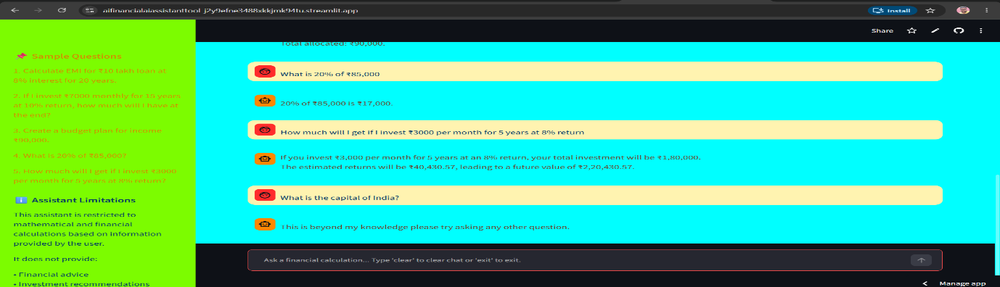 aifinancialaiassistanttool-j2y9efne3488xkkjmk94tu.streamlit.app
Install
Share
📌 Sample Questions
1. Calculate EMI for ₹10 lakh loan at
8% interest for 20 years.
2. If I invest ₹7000 monthly for 15 years
at 10% return, how much will I have at
the end?
3. Create a budget plan for income
₹90,000.
4. What is 20% of ₹85,000?
5. How much will I get if I invest ₹3000
per month for 5 years at 8% return?
ℹ️ Assistant Limitations
This assistant is restricted to
mathematical and financial
calculations based on information
provided by the user.
It does not provide:
• Financial advice
• Investment recommendations
Total allocated: ₹90,000.
What is 20% of ₹85,000
20% of ₹85,000 is ₹17,000.
How much will I get if I invest ₹3000 per month for 5 years at 8% return
If you invest ₹3,000 per month for 5 years at an 8% return, your total investment will be ₹1,80,000.
The estimated returns will be ₹40,430.57, leading to a future value of ₹2,20,430.57.
What is the capital of India?
This is beyond my knowledge please try asking any other question.
Ask a financial calculation... Type 'clear' to clear chat or 'exit' to exit.
Manage app